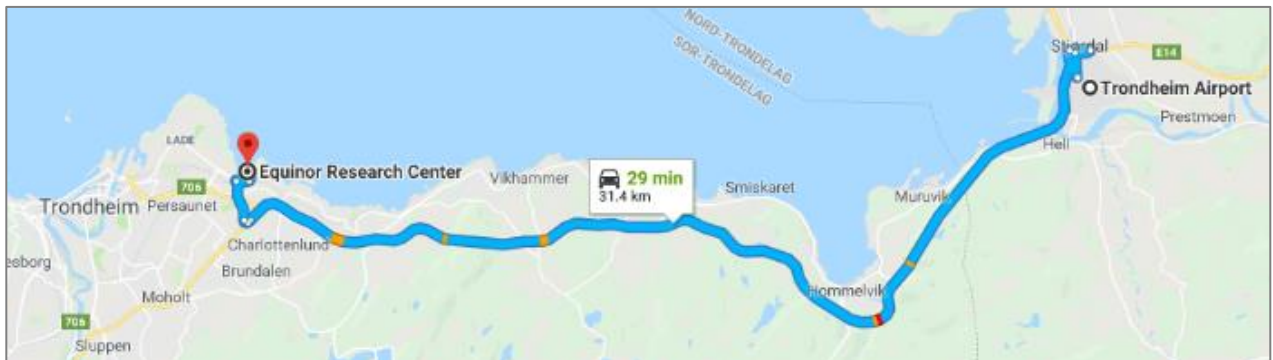 NORD-TRONDELAG
SOR-TRONDELAG
Stjørdal
E14
Trondheim Airport
Prestmoen
Hell
LADE
Equinor Research Center
706
Trondheim
Persaunet
Vikhammer
29 min
31.4 km
Smiskaret
Muruvik
Charlottenlund
Brundalen
Hommelvik
Moholt
706
Sluppen